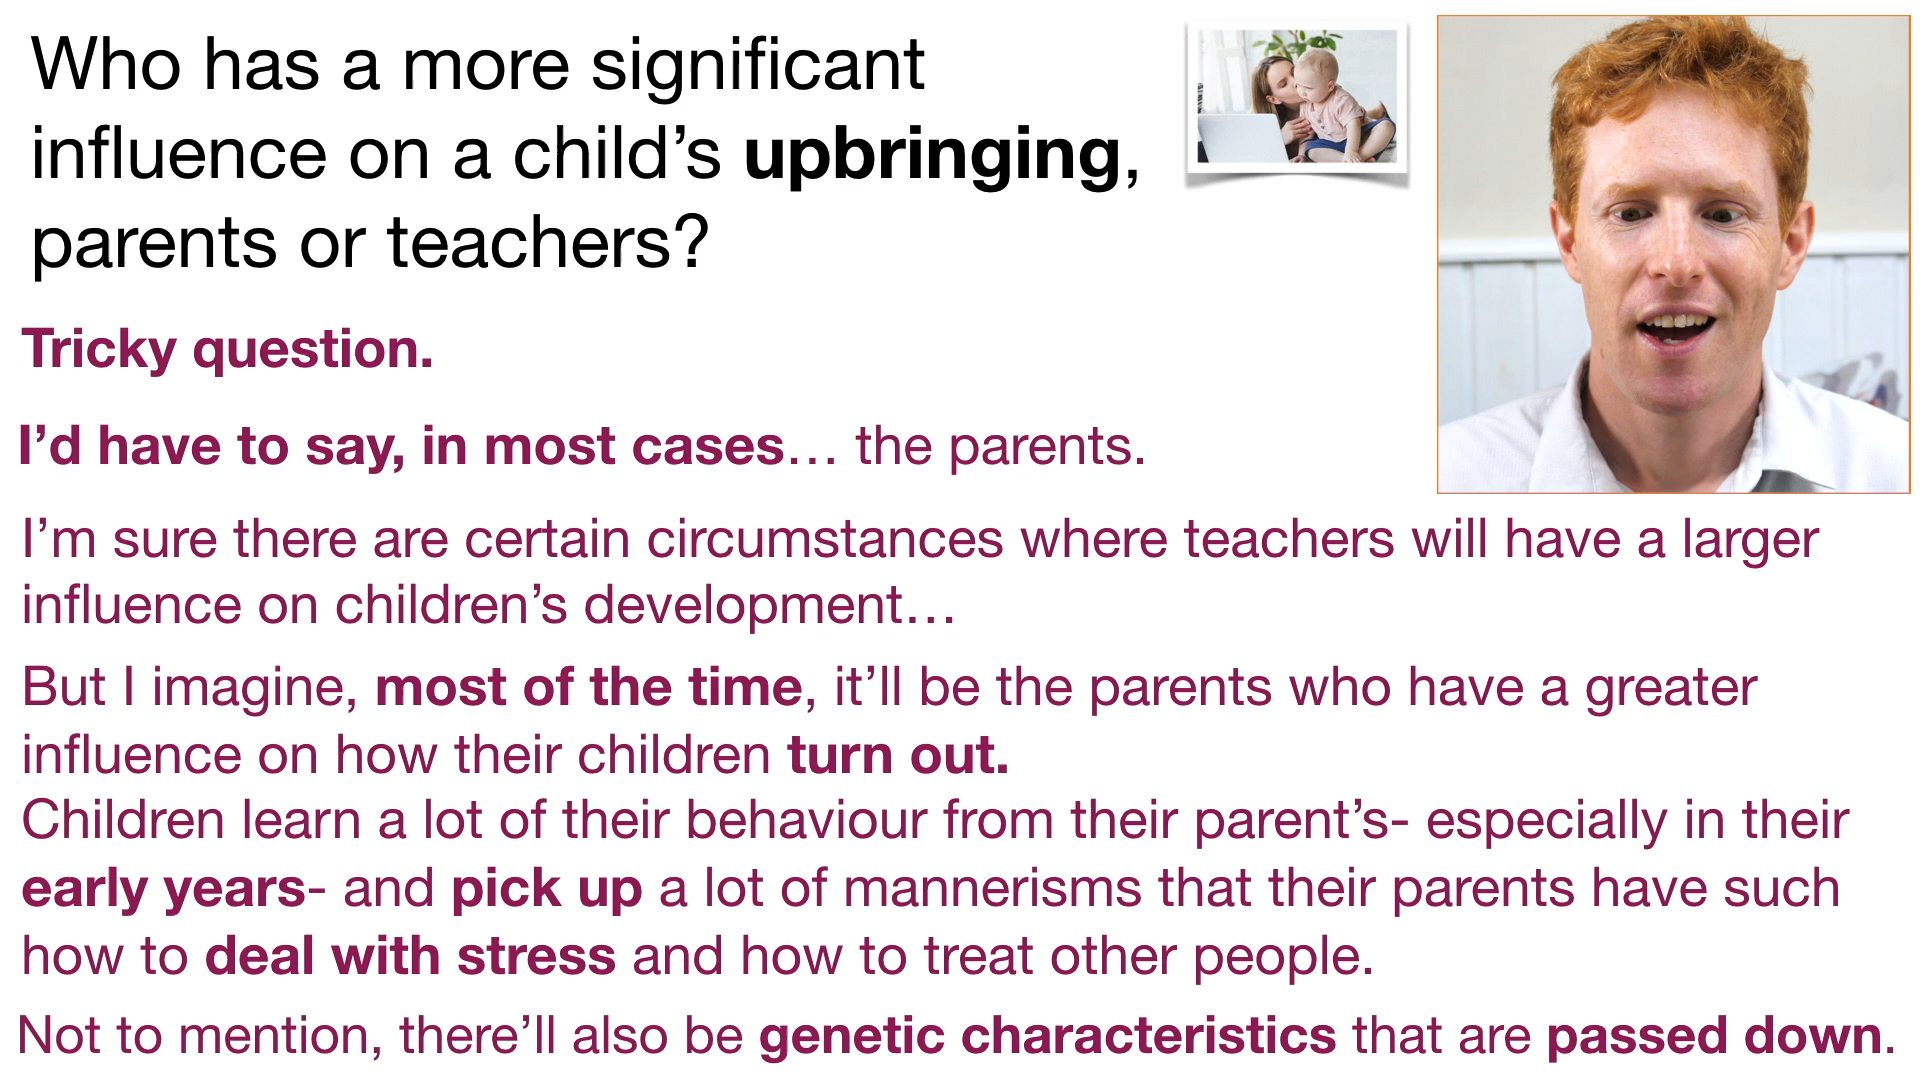 Who has a more significant
influence on a child’s upbringing,
parents or teachers?
Tricky question.
I’d have to say, in most cases… the parents.
I’m sure there are certain circumstances where teachers will have a larger
influence on children’s development…
But I imagine, most of the time, it’ll be the parents who have a greater
influence on how their children turn out.
Children learn a lot of their behaviour from their parent’s- especially in their
early years- and pick up a lot of mannerisms that their parents have such
how to deal with stress and how to treat other people.
Not to mention, there’ll also be genetic characteristics that are passed down.